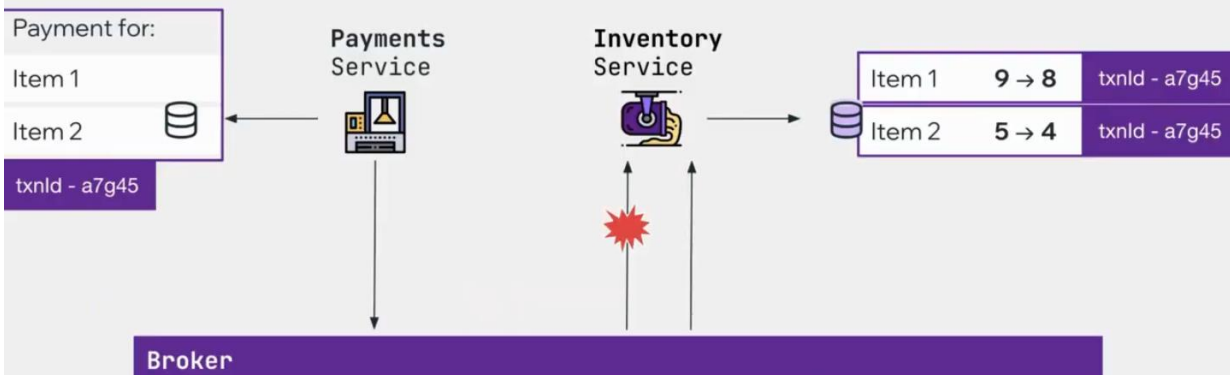 Payment for:
Item 1
Item 2
txnId - a7g45
Payments
Service
Inventory
Service
Item 1 9 → 8 txnId - a7g45
Item 2 5 → 4 txnId - a7g45
Broker